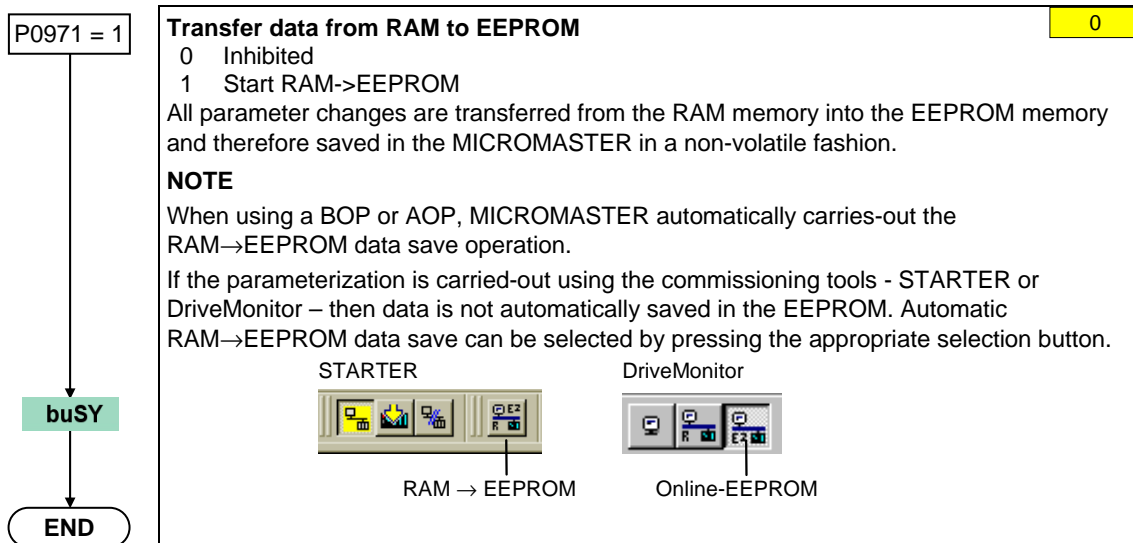 P0971 = 1
Transfer data from RAM to EEPROM
0
0 Inhibited
1 Start RAM->EEPROM
All parameter changes are transferred from the RAM memory into the EEPROM memory
and therefore saved in the MICROMASTER in a non-volatile fashion.
NOTE
When using a BOP or AOP, MICROMASTER automatically carries-out the
RAM→EEPROM data save operation.
If the parameterization is carried-out using the commissioning tools - STARTER or
DriveMonitor – then data is not automatically saved in the EEPROM. Automatic
RAM→EEPROM data save can be selected by pressing the appropriate selection button.
STARTER DriveMonitor
E2
R
R
E2
buSY
RAM → EEPROM Online-EEPROM
END